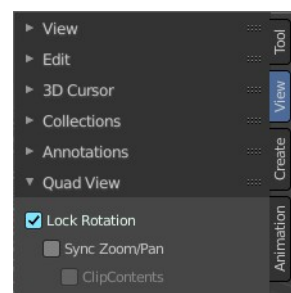 View
Edit
3D Cursor
Collections
Annotations
Quad View
Lock Rotation
Sync Zoom/Pan
ClipContents
Tool
View
Create
Animation